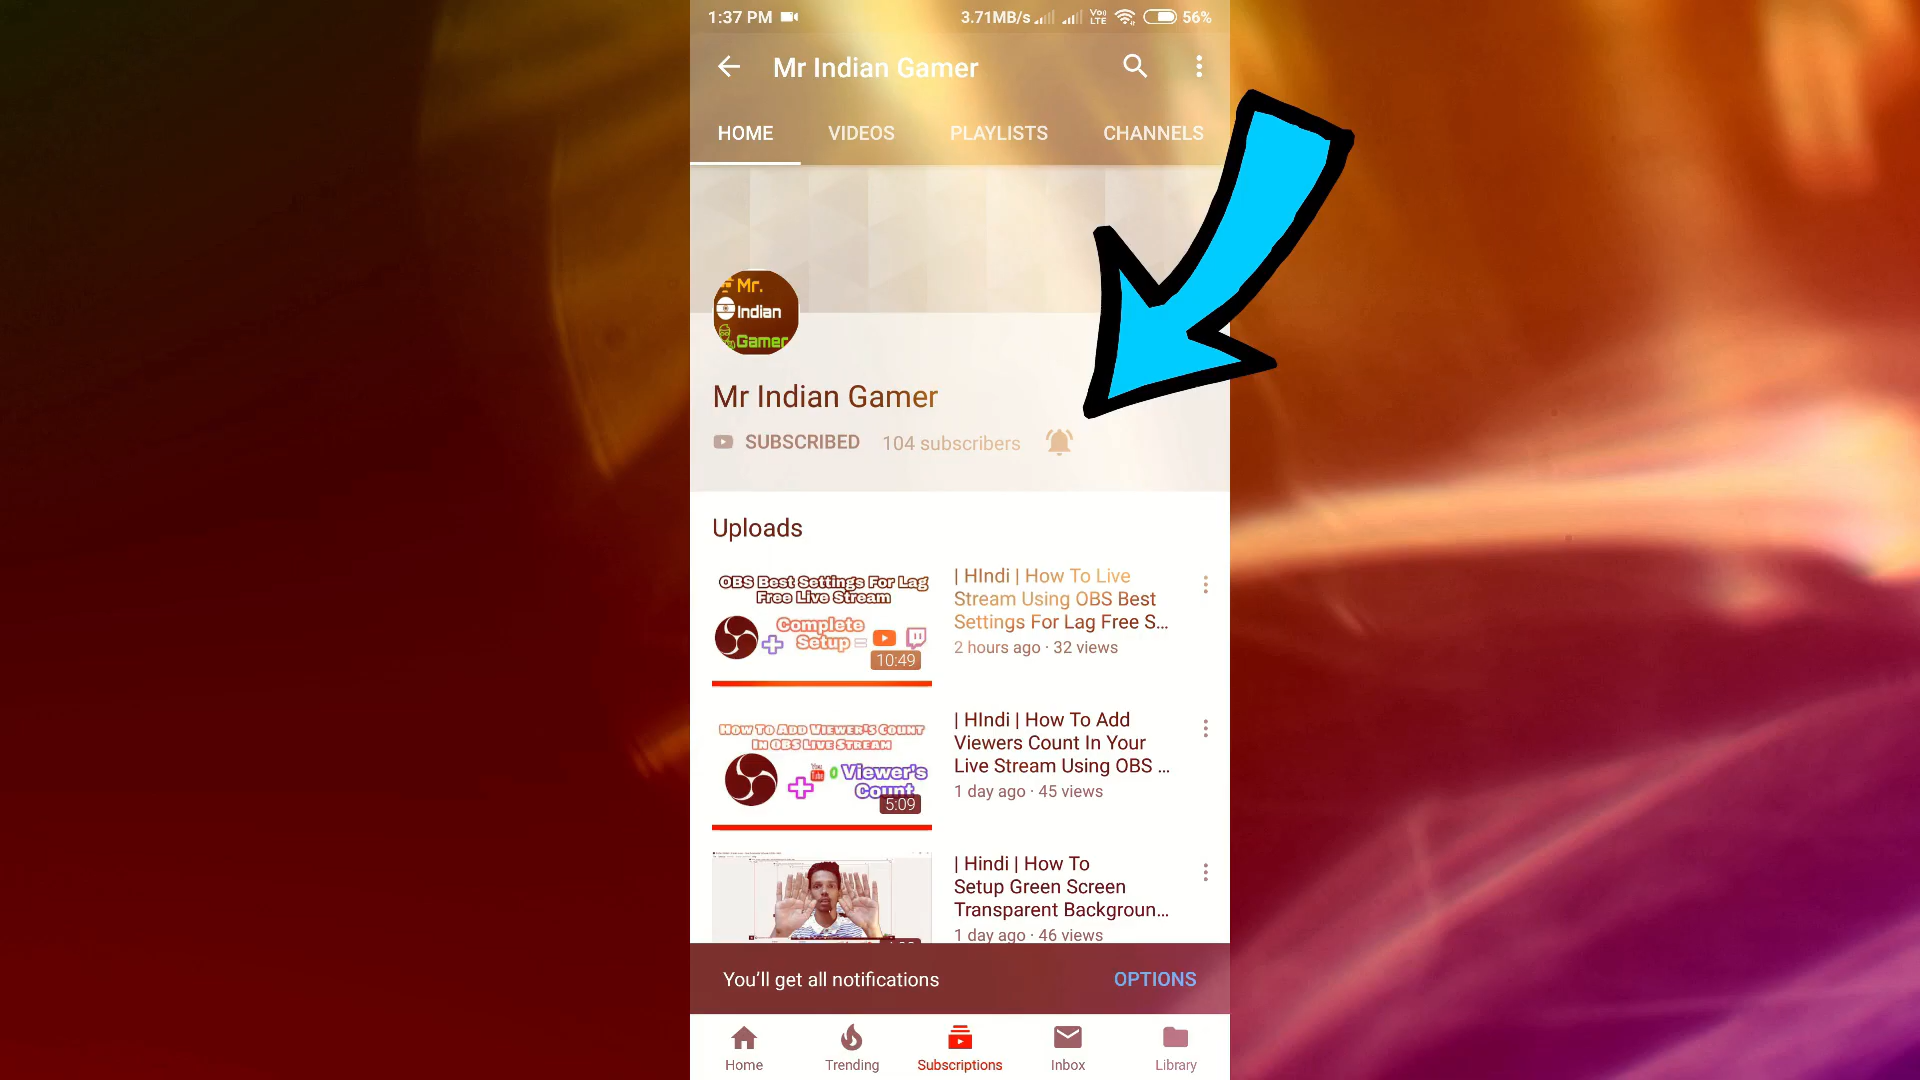 1:37 PM
3.71MB/s
Vo
LTE
56%
Mr Indian Gamer
HOME
VIDEOS
PLAYLISTS
CHANNELS
Mr.
Indian
Gamer
Mr Indian Gamer
SUBSCRIBED
104 subscribers
Uploads
OBS Best Settings For Lag
Free Live Stream
Complete
Setup =
10:49
| HIndi | How To Live
Stream Using OBS Best
Settings For Lag Free S...
2 hours ago · 32 views
How To Add Viewer's Count
In OBS Live Stream
You
Tube
0 Viewer's
Count
5:09
| HIndi | How To Add
Viewers Count In Your
Live Stream Using OBS ...
1 day ago · 45 views
| Hindi | How To
Setup Green Screen
Transparent Backgroun...
1 day ago · 46 views
You'll get all notifications
OPTIONS
Home
Trending
Subscriptions
Inbox
Library